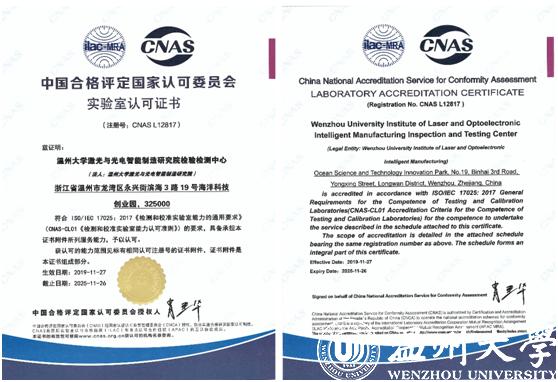 ilac-MRA
CNAS
中国合格评定国家认可委员会
实验室认可证书
(注册号：CNAS L12817)
兹证明：
温州大学激光与光电智能制造研究院检验检测中心
(法人：温州大学激光与光电智能制造研究院)
浙江省温州市龙湾区永兴街滨海 3 路 19 号海洋科技
创业园，325000
符合 ISO/IEC 17025：2017《检测和校准实验室能力的通用要求》
(CNAS-CL01《检测和校准实验室能力认可准则》)的要求，具备承担本
证书附件所列服务能力，予以认可。
获认可的能力范围见标有相同认可注册号的证书附件，证书附件是
本证书组成部分。
生效日期：2019-11-27
截止日期：2025-11-26
中国合格评定国家认可委员会授权人
ilac-MRA
CNAS
China National Accreditation Service for Conformity Assessment
LABORATORY ACCREDITATION CERTIFICATE
(Registration No. CNAS L12817)
Wenzhou University Institute of Laser and Optoelectronic
Intelligent Manufacturing Inspection and Testing Center
(Legal Entity: Wenzhou University Institute of Laser and Optoelectronic
Intelligent Manufacturing)
Ocean Science and Technology Innovation Park, No.19, Binhai 3rd Road,
Yongxing Street, Longwan District, Wenzhou, Zhejiang, China
is accredited in accordance with ISO/IEC 17025: 2017 General
Requirements for the Competence of Testing and Calibration
Laboratories(CNAS-CL01 Accreditation Criteria for the Competence of
Testing and Calibration Laboratories) for the competence to undertake
the service described in the schedule attached to this certificate.
The scope of accreditation is detailed in the attached schedule
bearing the same registration number as above. The schedule forms an
integral part of this certificate.
Effective Date: 2019-11-27
Expiry Date: 2025-11-26
Signed on behalf of China National Accreditation Service for Conformity Assessment
温州大学
WENZHOU UNIVERSITY